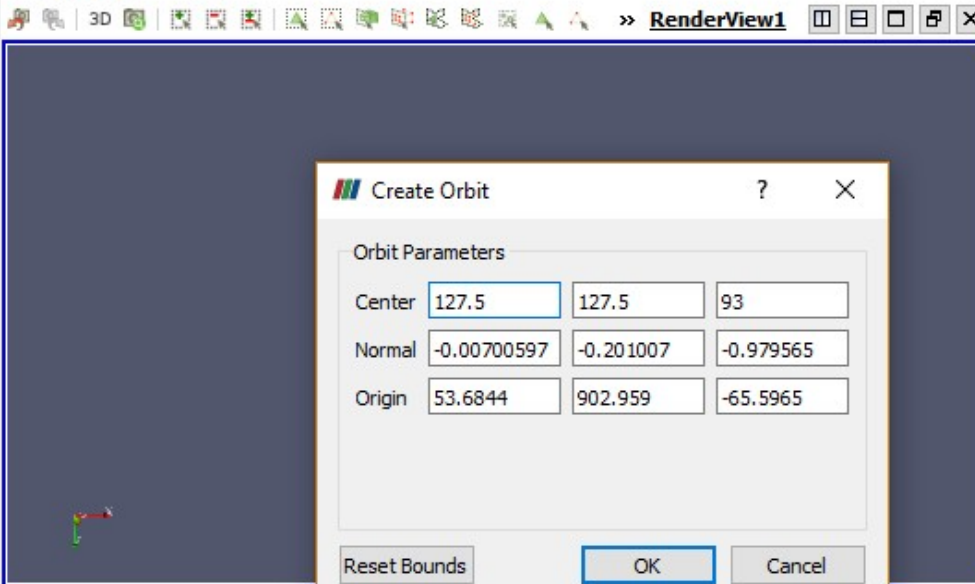 3D » RenderView1
Create Orbit ?
Orbit Parameters
Center 127.5 127.5 93
Normal -0.00700597 -0.201007 -0.979565
Origin 53.6844 902.959 -65.5965
Reset Bounds OK Cancel